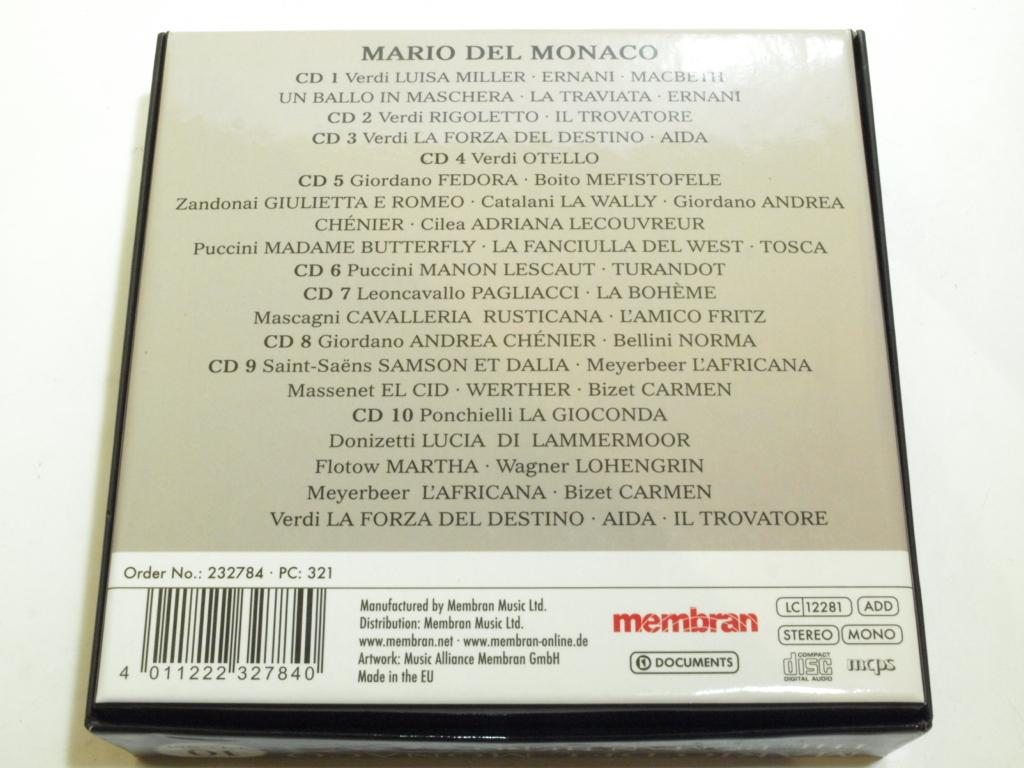 MARIO DEL MONACO
CD 1 Verdi LUISA MILLER · ERNANI · MACBETH
UN BALLO IN MASCHERA · LA TRAVIATA · ERNANI
CD 2 Verdi RIGOLETTO · IL TROVATORE
CD 3 Verdi LA FORZA DEL DESTINO · AIDA
CD 4 Verdi OTELLO
CD 5 Giordano FEDORA · Boito MEFISTOFELE
Zandonai GIULIETTA E ROMEO · Catalani LA WALLY · Giordano ANDREA
CHÉNIER · Cilea ADRIANA LECOUVREUR
Puccini MADAME BUTTERFLY · LA FANCIULLA DEL WEST · TOSCA
CD 6 Puccini MANON LESCAUT · TURANDOT
CD 7 Leoncavallo PAGLIACCI · LA BOHÈME
Mascagni CAVALLERIA RUSTICANA · L'AMICO FRITZ
CD 8 Giordano ANDREA CHÉNIER · Bellini NORMA
CD 9 Saint-Saëns SAMSON ET DALIA · Meyerbeer L'AFRICANA
Massenet EL CID · WERTHER · Bizet CARMEN
CD 10 Ponchielli LA GIOCONDA
Donizetti LUCIA DI LAMMERMOOR
Flotow MARTHA · Wagner LOHENGRIN
Meyerbeer L'AFRICANA · Bizet CARMEN
Verdi LA FORZA DEL DESTINO · AIDA · IL TROVATORE
Order No.: 232784 · PC: 321
4 011222 327840
Manufactured by Membran Music Ltd.
Distribution: Membran Music Ltd.
www.membran.net · www.membran-online.de
Artwork: Music Alliance Membran GmbH
Made in the EU
membran
DOCUMENTS
LC 12281 ADD
STEREO MONO
COMPACT
disc
DIGITAL AUDIO
mcps
10